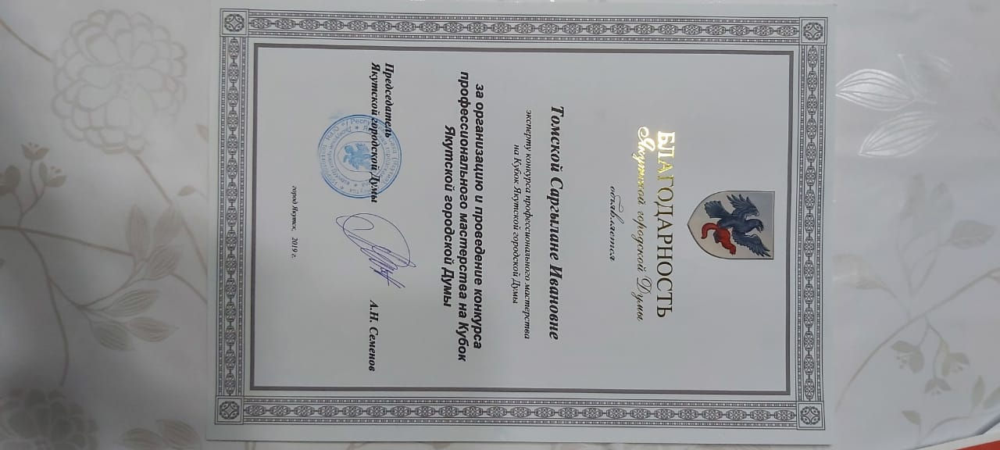 БЛАГОДАРНОСТЬ
Якутской городской Думы
объявляется
Томской Саргылане Ивановне
эксперту конкурса профессионального мастерства
на Кубок Якутской городской Думы
за организацию и проведение конкурса
профессионального мастерства на Кубок
Якутской городской Думы
Председатель
Якутской городской Думы
А.Н. Семенов
город Якутск, 2019 г.